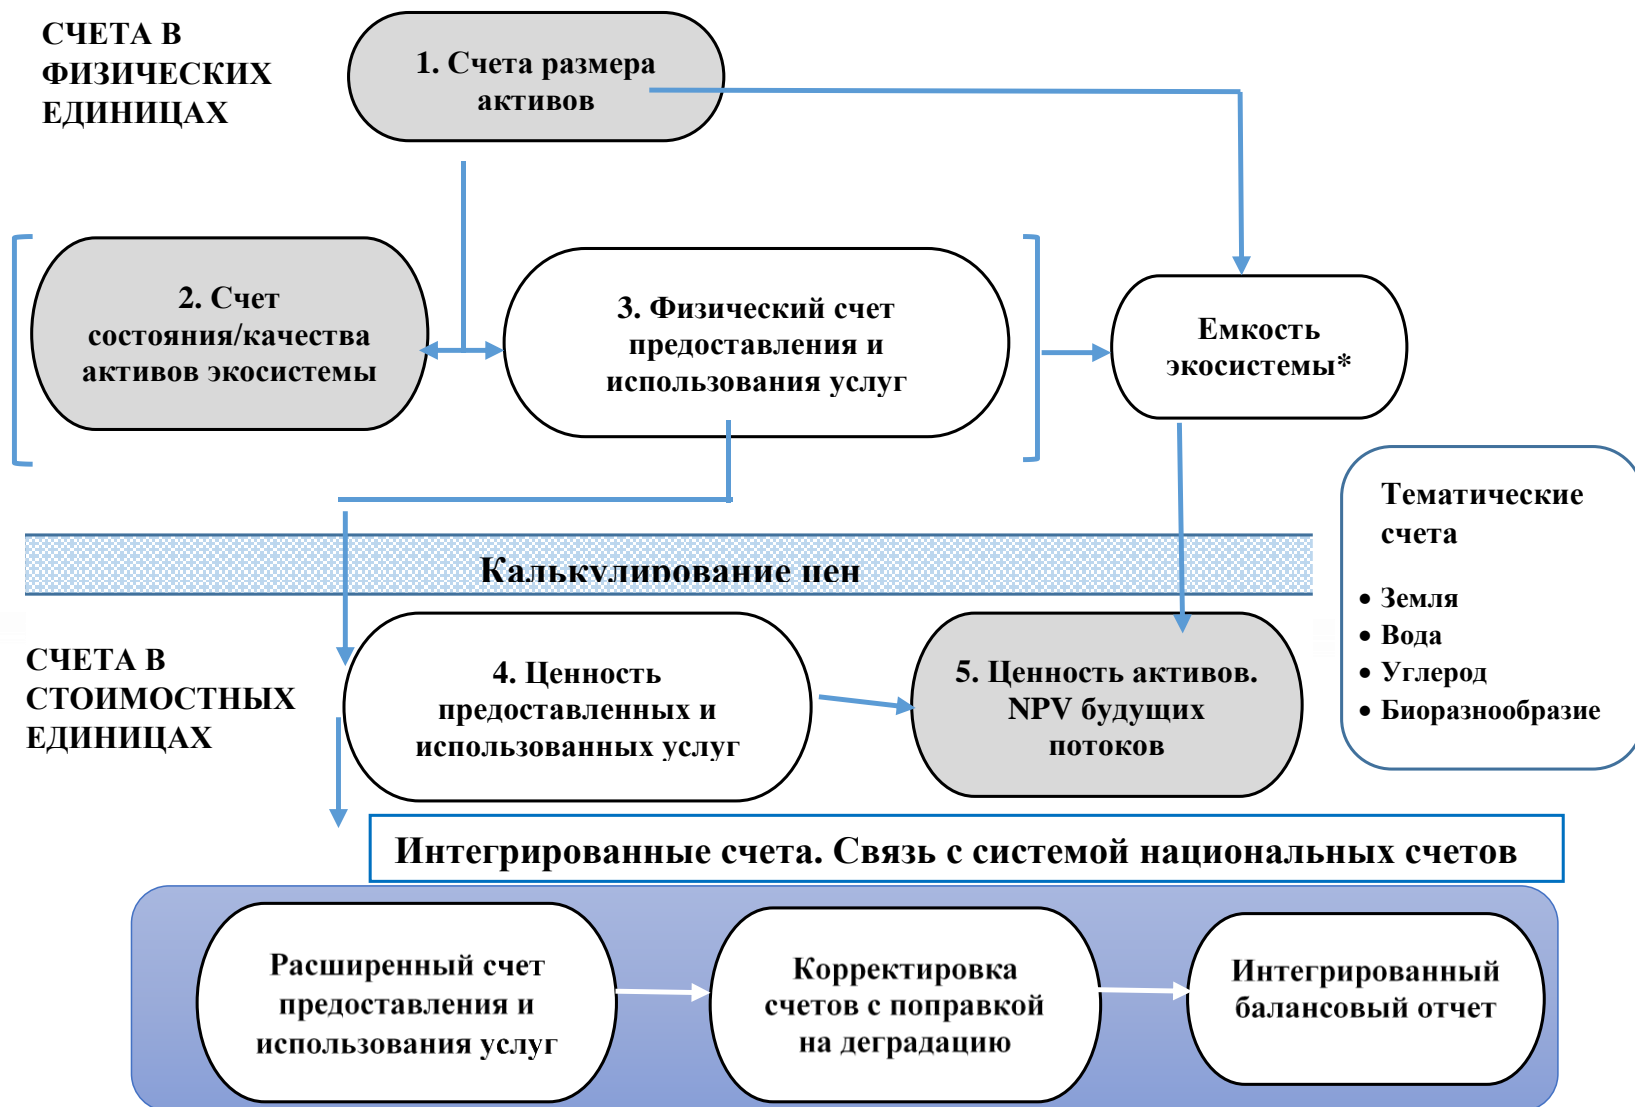 СЧЕТА В
ФИЗИЧЕСКИХ
ЕДИНИЦАХ
1. Счета размера
активов
2. Счет
состояния/качества
активов экосистемы
3. Физический счет
предоставления и
использования услуг
Емкость
экосистемы*
Тематические
счета
• Земля
• Вода
• Углерод
• Биоразнообразие
Калькулирование цен
СЧЕТА В
СТОИМОСТНЫХ
ЕДИНИЦАХ
4. Ценность
предоставленных и
использованных услуг
5. Ценность активов.
NPV будущих
потоков
Интегрированные счета. Связь с системой национальных счетов
Расширенный счет
предоставления и
использования услуг
Корректировка
счетов с поправкой
на деградацию
Интегрированный
балансовый отчет